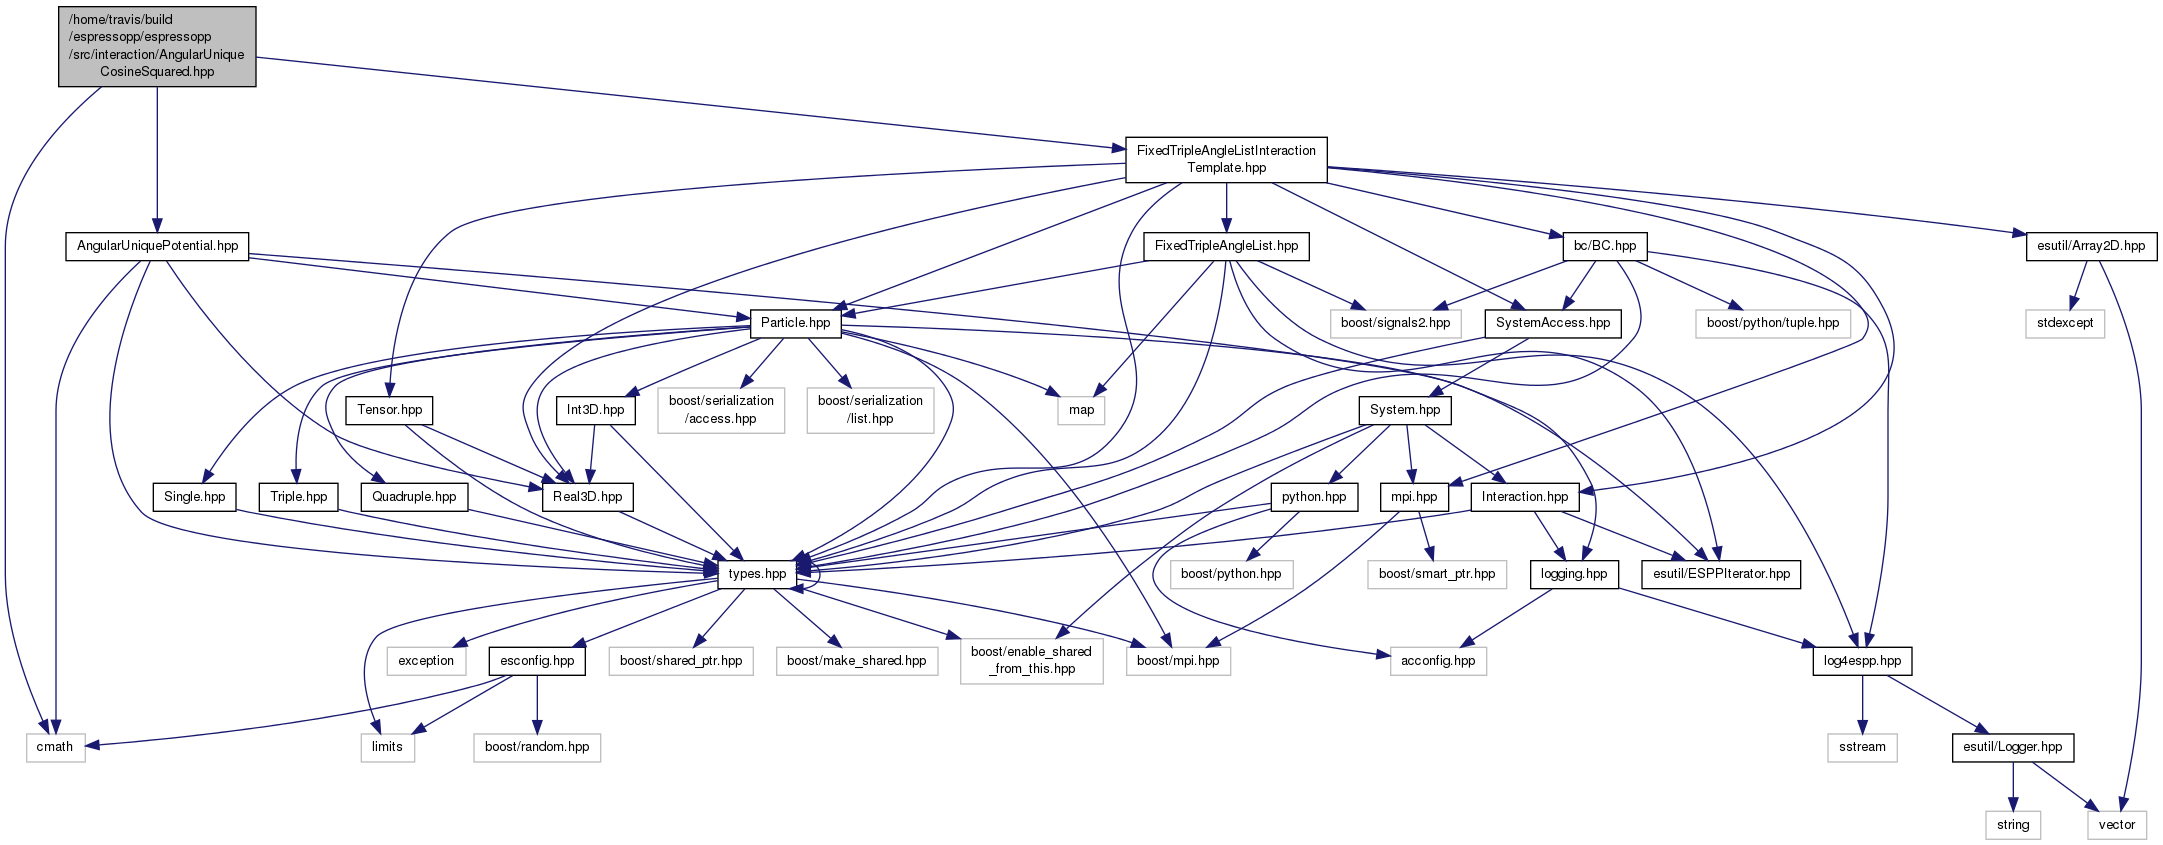 /home/travis/build
/espressopp/espressopp
/src/interaction/AngularUnique
CosineSquared.hpp
FixedTripleAngleListInteraction
Template.hpp
AngularUniquePotential.hpp
FixedTripleAngleList.hpp
bc/BC.hpp
esutil/Array2D.hpp
Particle.hpp
boost/signals2.hpp
SystemAccess.hpp
boost/python/tuple.hpp
stdexcept
Tensor.hpp
Int3D.hpp
boost/serialization
/access.hpp
boost/serialization
/list.hpp
map
System.hpp
Single.hpp
Triple.hpp
Quadruple.hpp
Real3D.hpp
python.hpp
mpi.hpp
Interaction.hpp
types.hpp
boost/python.hpp
boost/smart_ptr.hpp
logging.hpp
esutil/ESPPIterator.hpp
exception
esconfig.hpp
boost/shared_ptr.hpp
boost/make_shared.hpp
boost/enable_shared
_from_this.hpp
boost/mpi.hpp
acconfig.hpp
log4espp.hpp
cmath
limits
boost/random.hpp
sstream
esutil/Logger.hpp
string
vector